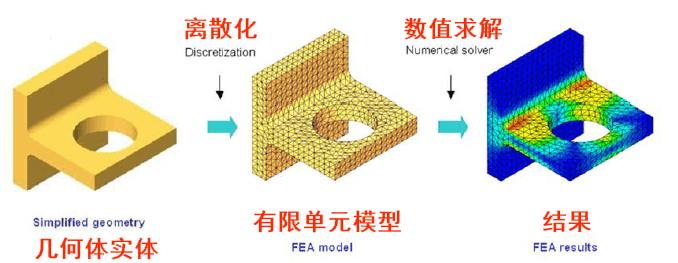 离散化
Discretization
数值求解
Numerical solver
Simplified geometry
几何体实体
有限单元模型
FEA model
结果
FEA results